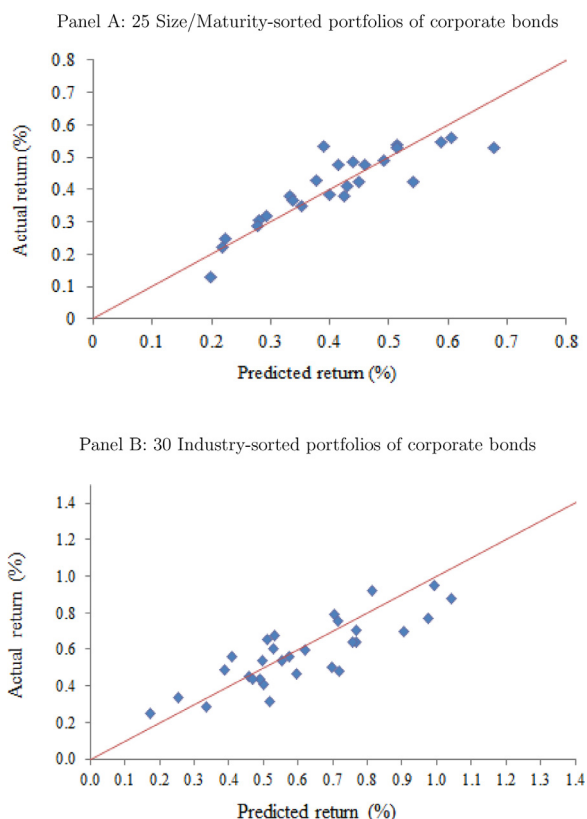 Panel A: 25 Size/Maturity-sorted portfolios of corporate bonds
0.8
0.7
0.6
0.5
0.4
0.3
0.2
0.1
0
Actual return (%)
0 0.1 0.2 0.3 0.4 0.5 0.6 0.7 0.8
Predicted return (%)
Panel B: 30 Industry-sorted portfolios of corporate bonds
1.4
1.2
1.0
0.8
0.6
0.4
0.2
0.0
Actual return (%)
0.0 0.1 0.2 0.3 0.4 0.5 0.6 0.7 0.8 0.9 1.0 1.1 1.2 1.3 1.4
Predicted return (%)